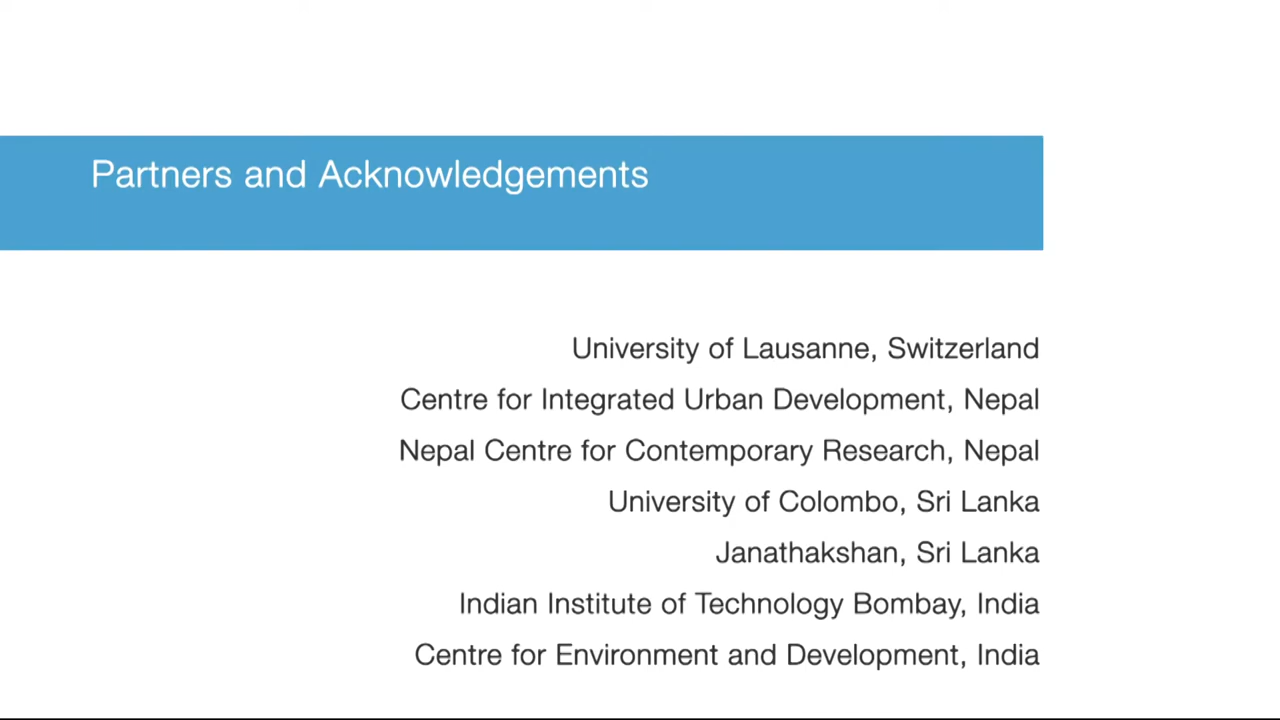 Partners and Acknowledgements
University of Lausanne, Switzerland
Centre for Integrated Urban Development, Nepal
Nepal Centre for Contemporary Research, Nepal
University of Colombo, Sri Lanka
Janathakshan, Sri Lanka
Indian Institute of Technology Bombay, India
Centre for Environment and Development, India